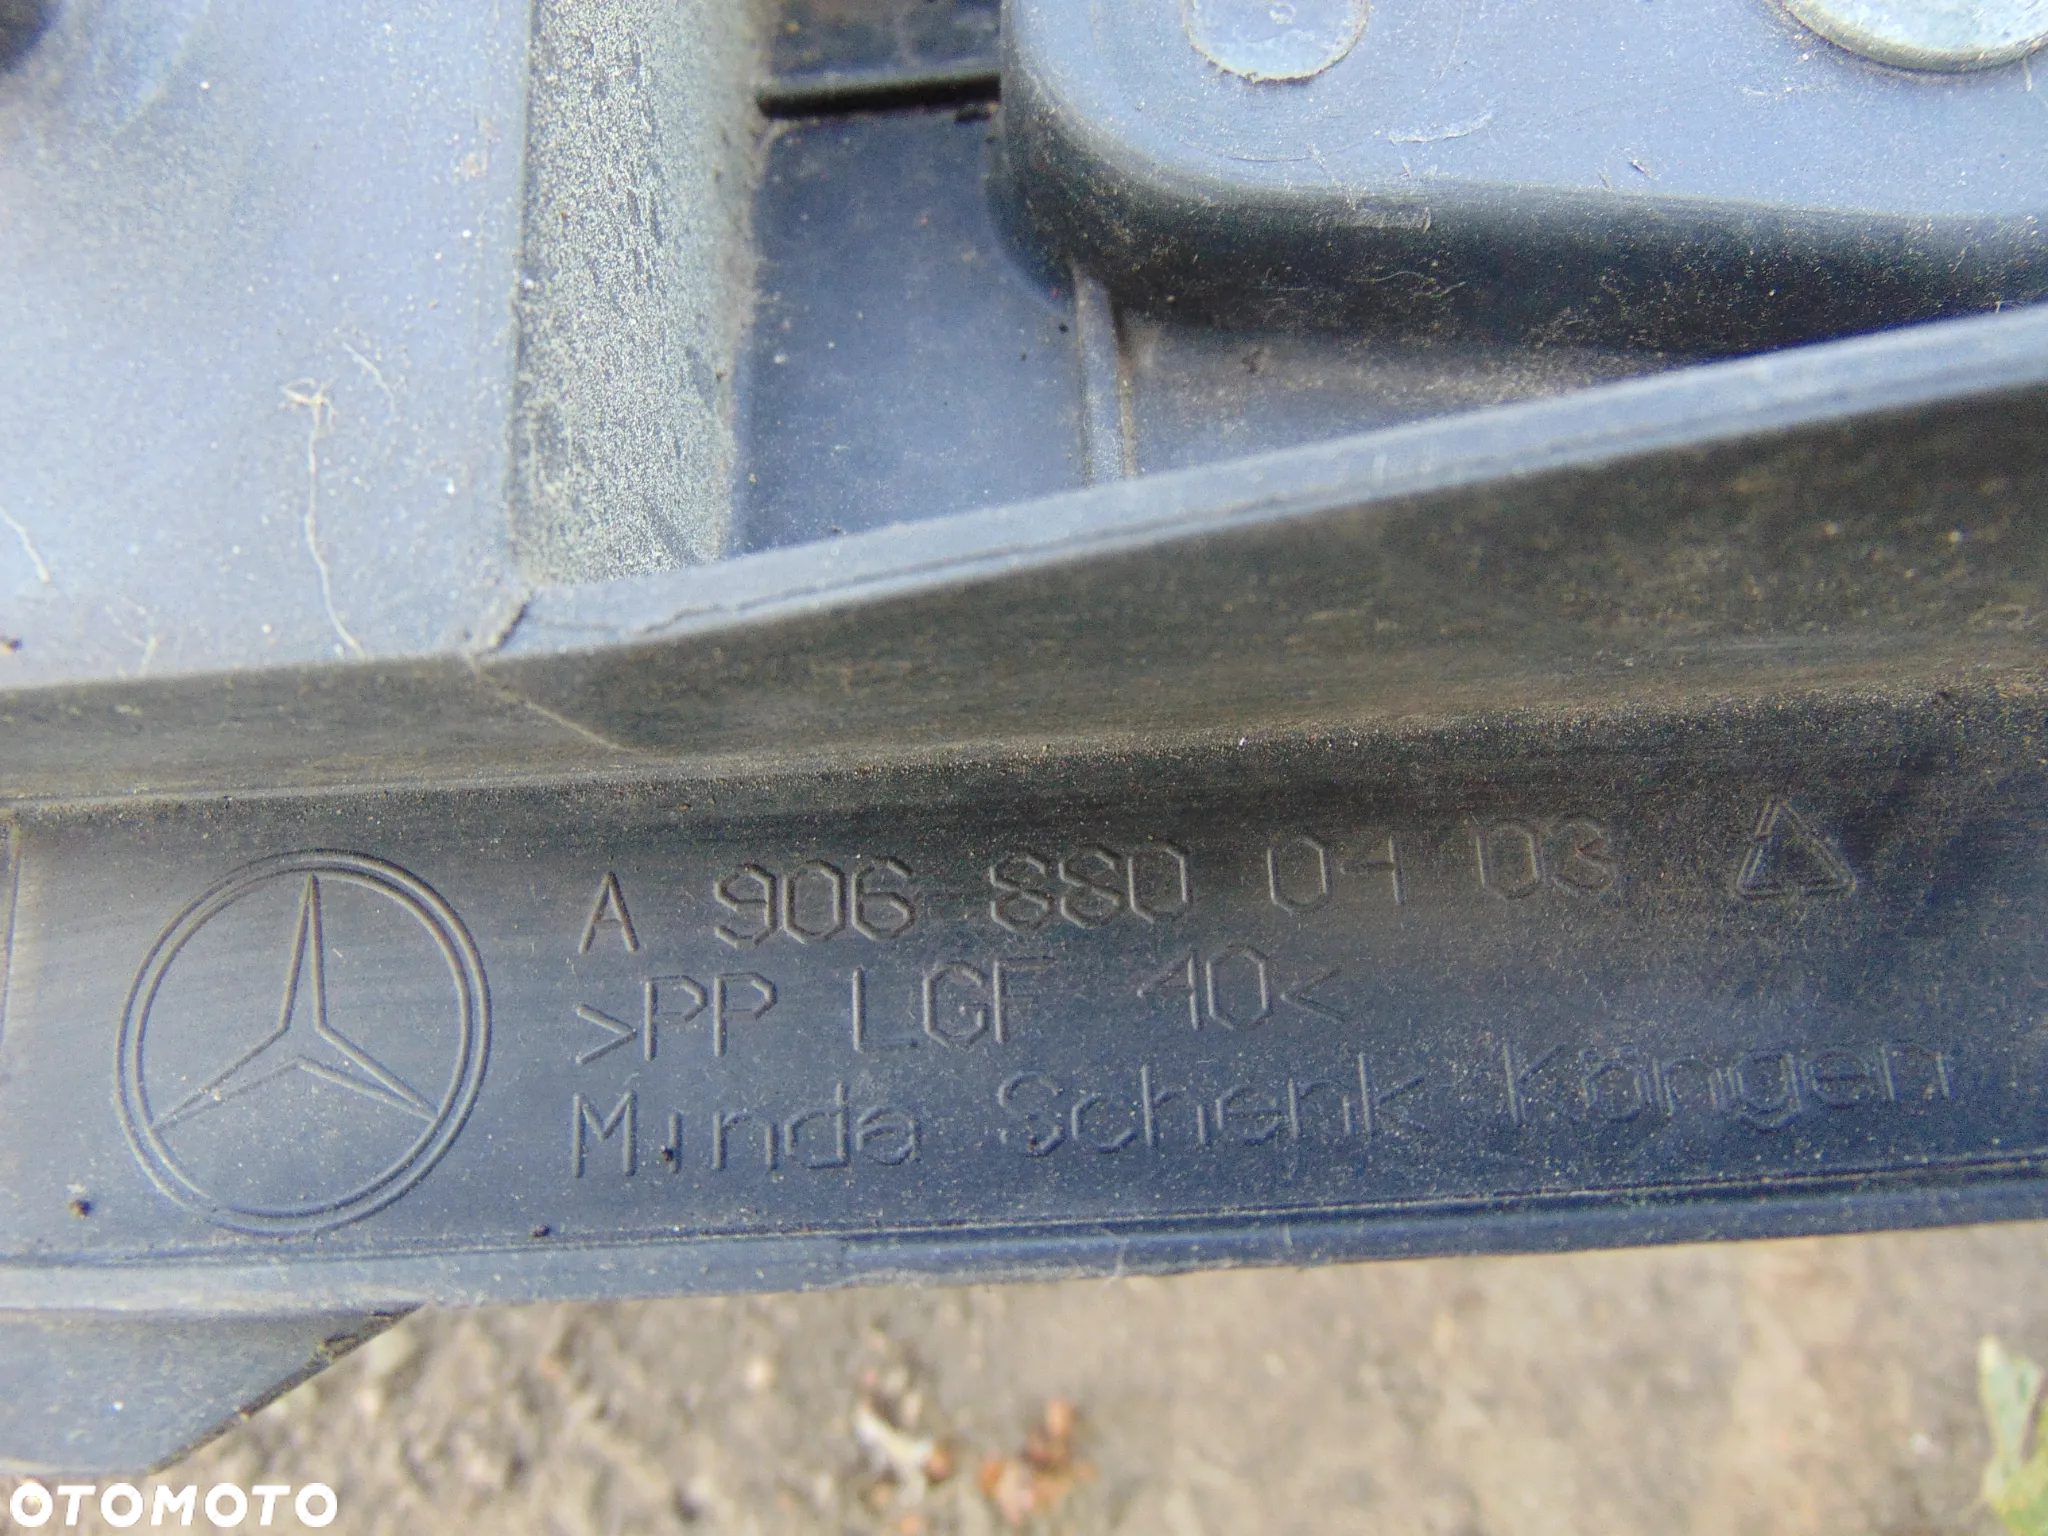 A 906 880 04 03
>PP LGF 40<
Minda Schenk Köngen
OTOMOTO